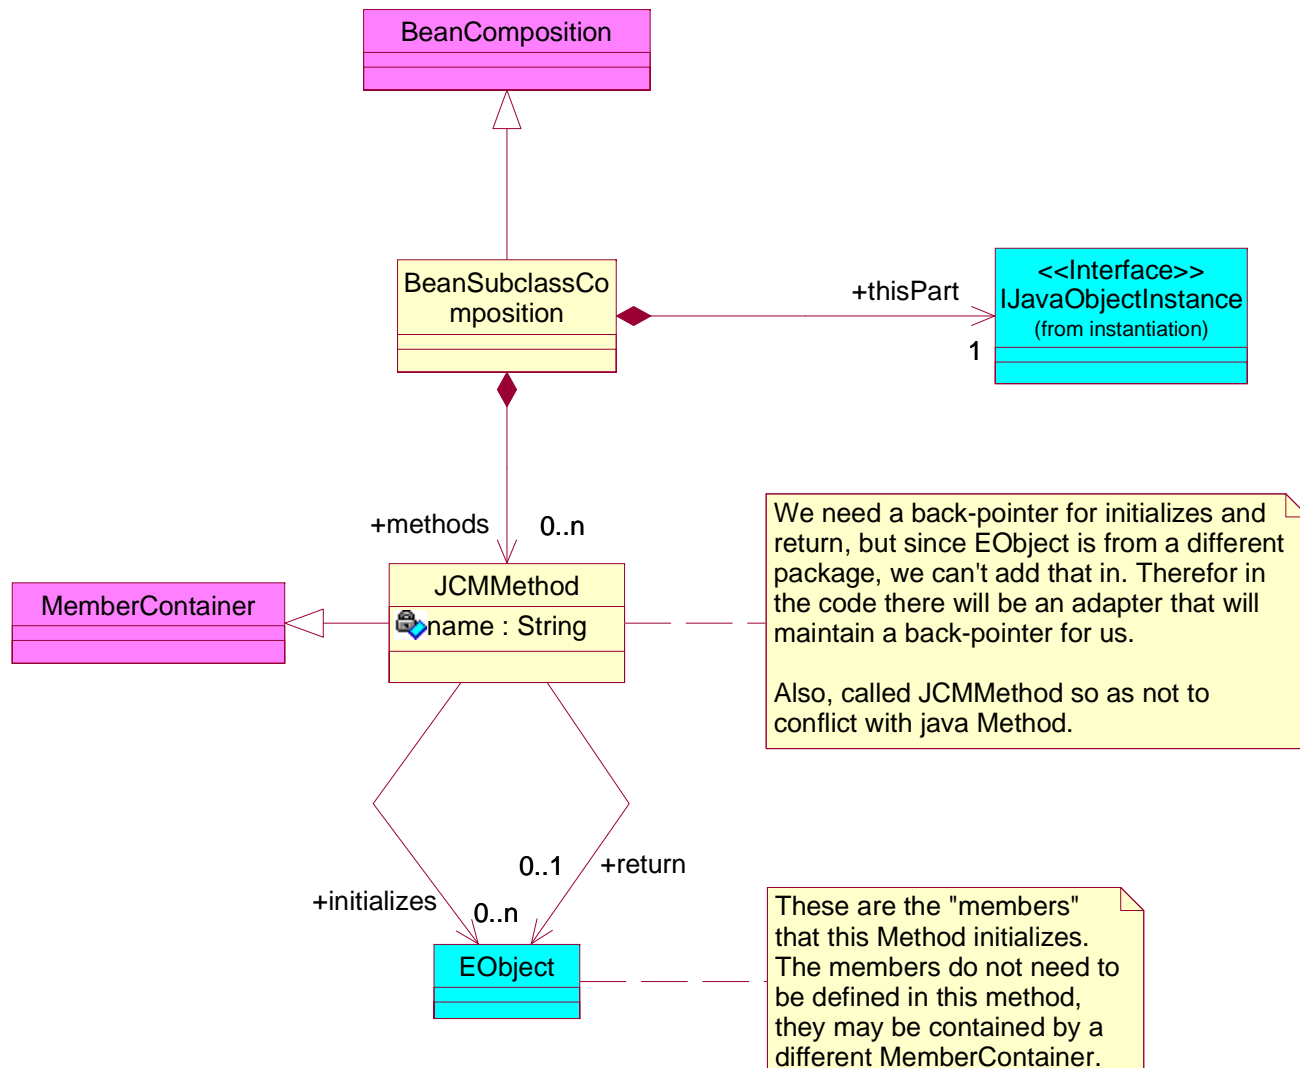 BeanComposition
BeanSubclassCo
mposition
+thisPart
1
<<Interface>>
IJavaObjectInstance
(from instantiation)
+methods
0..n
MemberContainer
JCMMethod
name : String
We need a back-pointer for initializes and
return, but since EObject is from a different
package, we can't add that in. Therefor in
the code there will be an adapter that will
maintain a back-pointer for us.
Also, called JCMMethod so as not to
conflict with java Method.
+initializes
0..n
0..1
+return
EObject
These are the "members"
that this Method initializes.
The members do not need to
be defined in this method,
they may be contained by a
different MemberContainer.